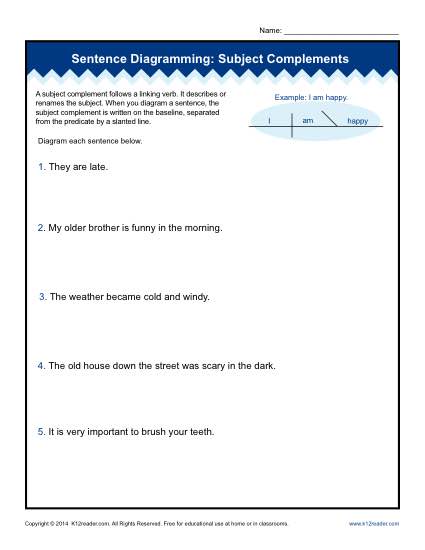 Name: ____________________________
Sentence Diagramming: Subject Complements
A subject complement follows a linking verb. It describes or
renames the subject. When you diagram a sentence, the
subject complement is written on the baseline, separated
from the predicate by a slanted line.
Example: I am happy.
I am happy
Diagram each sentence below.
1. They are late.
2. My older brother is funny in the morning.
3. The weather became cold and windy.
4. The old house down the street was scary in the dark.
5. It is very important to brush your teeth.
Copyright © 2014 K12reader.com. All Rights Reserved. Free for educational use at home or in classrooms. www.k12reader.com